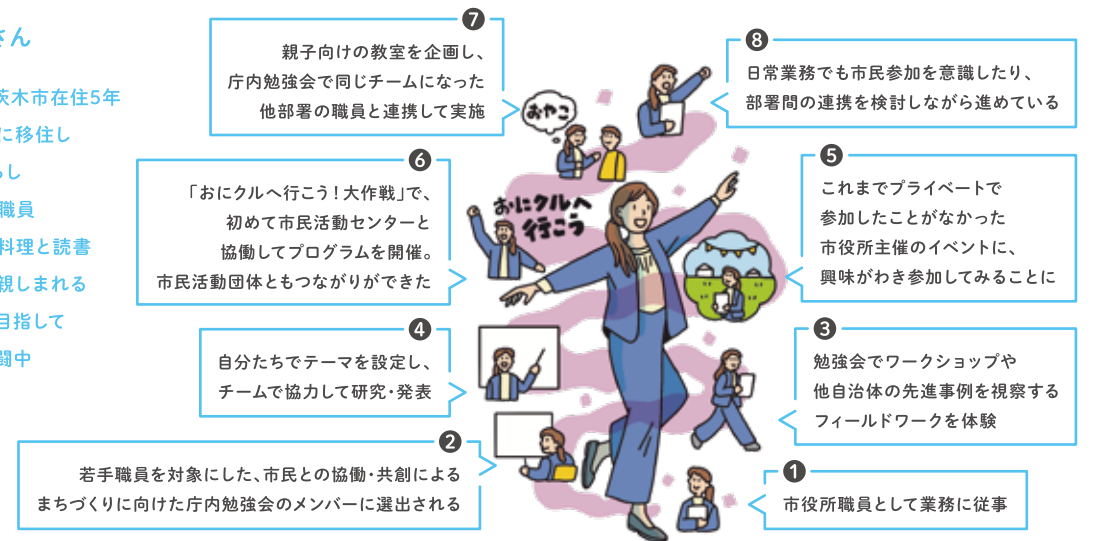 さん
茨木市在住5年
に移住し
らし
職員
料理と読書
親しまれる
目指して
闘中
❼
親子向けの教室を企画し、
庁内勉強会で同じチームになった
他部署の職員と連携して実施
❽
日常業務でも市民参加を意識したり、
部署間の連携を検討しながら進めている
おやこ
❻
「おにクルへ行こう!大作戦」で、
初めて市民活動センターと
協働してプログラムを開催。
市民活動団体ともつながりができた
おにクルへ
行こう
❺
これまでプライベートで
参加したことがなかった
市役所主催のイベントに、
興味がわき参加してみることに
❹
自分たちでテーマを設定し、
チームで協力して研究・発表
❸
勉強会でワークショップや
他自治体の先進事例を視察する
フィールドワークを体験
❷
若手職員を対象にした、市民との協働・共創による
まちづくりに向けた庁内勉強会のメンバーに選出される
❶
市役所職員として業務に従事